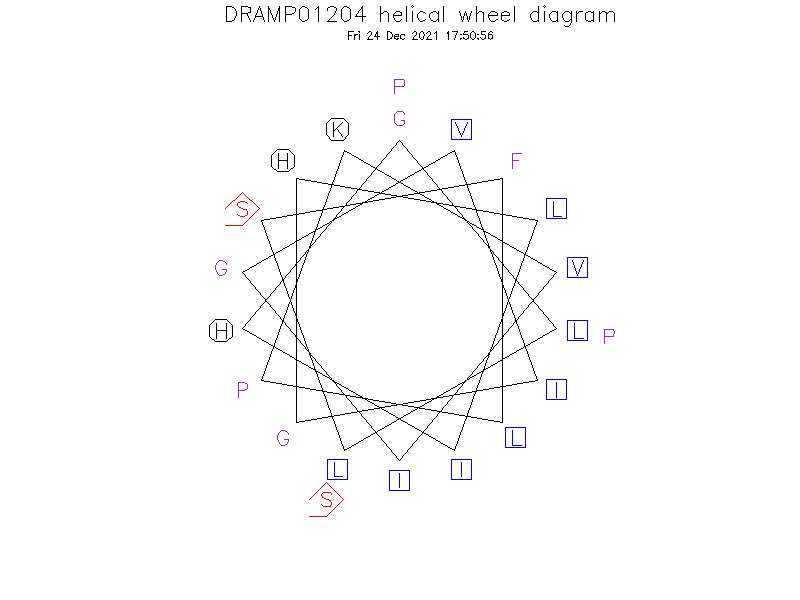 DRAMP01204 helical wheel diagram
Fri 24 Dec 2021 17:50:56
P
G
K V
H F
S L
G V
H L P
P I
G L
L I I
S